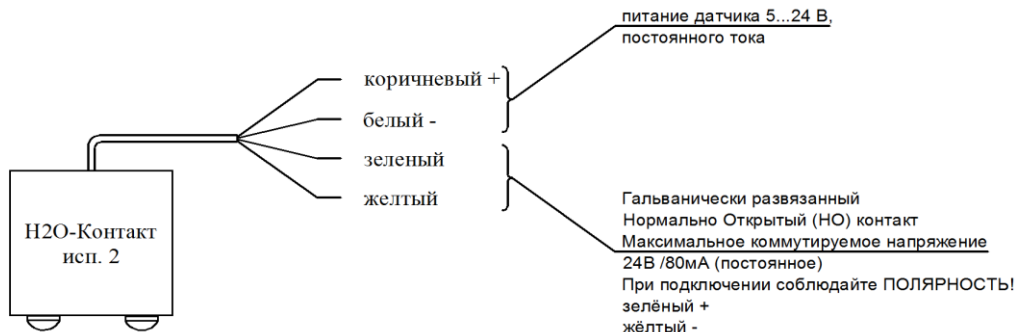 питание датчика 5...24 В,
постоянного тока
коричневый +
белый -
зеленый
желтый
Н2О-Контакт
исп. 2
Гальванически развязанный
Нормально Открытый (НО) контакт
Максимальное коммутируемое напряжение
24В /80мА (постоянное)
При подключении соблюдайте ПОЛЯРНОСТЬ!
зелёный +
жёлтый -